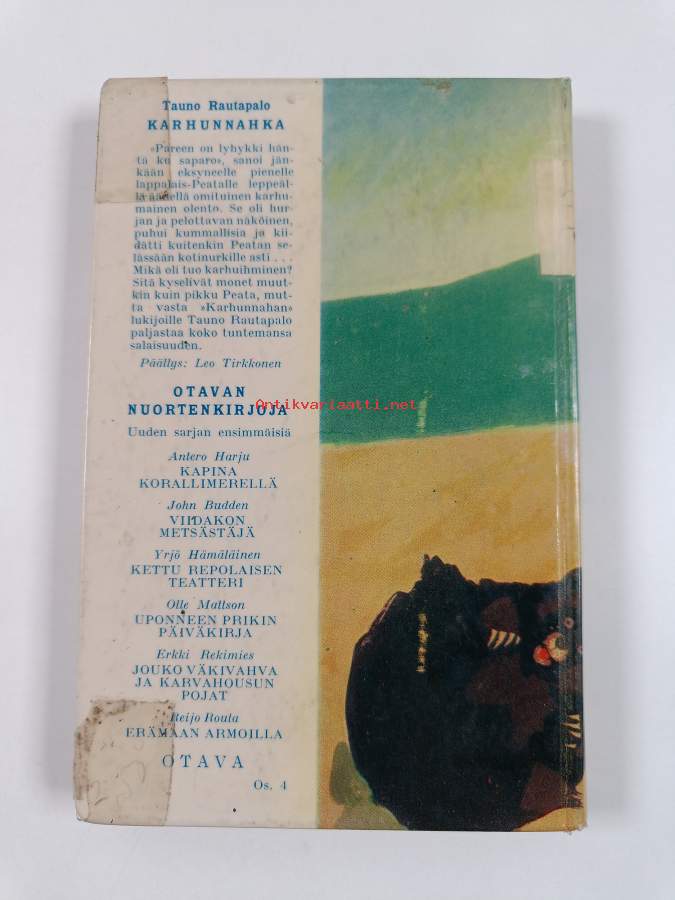 Tauno Rautapalo
KARHUNNAHKA
»Pareen on lyhykki hän-
tä ku saparo», sanoi jän-
kään eksyneelle pienelle
lappalais-Peatalle leppeäl-
lä äänellä omituinen karhu-
mainen olento. Se oli hur-
jan ja pelottavan näköinen,
puhui kummallisia ja kii-
dätti kuitenkin Peatan se-
lässään kotinurkille asti . . .
Mikä oli tuo karhuihminen?
Sitä kyselivät monet muut-
kin kuin pikku Peata, mut-
ta vasta »Karhunnahan»
lukijoille Tauno Rautapalo
paljastaa koko tuntemansa
salaisuuden.
Päällys: Leo Tirkkonen
OTAVAN
NUORTENKIRJOJA
Antikvariaatti.net
Uuden sarjan ensimmäisiä
Antero Harju
KAPINA
KORALLIMERELLÄ
John Budden
VIIDAKON
METSÄSTÄJÄ
Yrjö Hämäläinen
KETTU REPOLAISEN
TEATTERI
Olle Mattson
UPONNEEN PRIKIN
PÄIVÄKIRJA
Erkki Rekimies
JOUKO VÄKIVAHVA
JA KARVAHOUSUN
POJAT
Reijo Routa
ERÄMAAN ARMOILLA
OTAVA
Os. 4